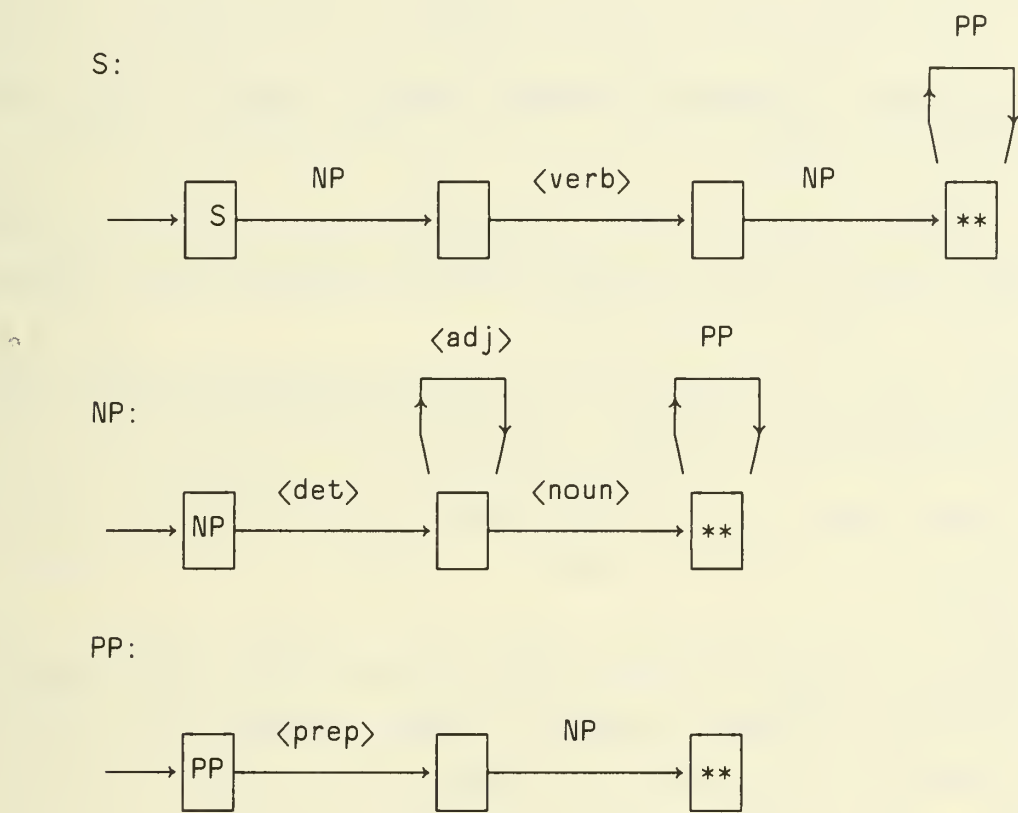 PP
S:
NP <verb> NP
S **
<adj> PP
NP:
<det> <noun>
NP **
PP:
<prep> NP
PP **